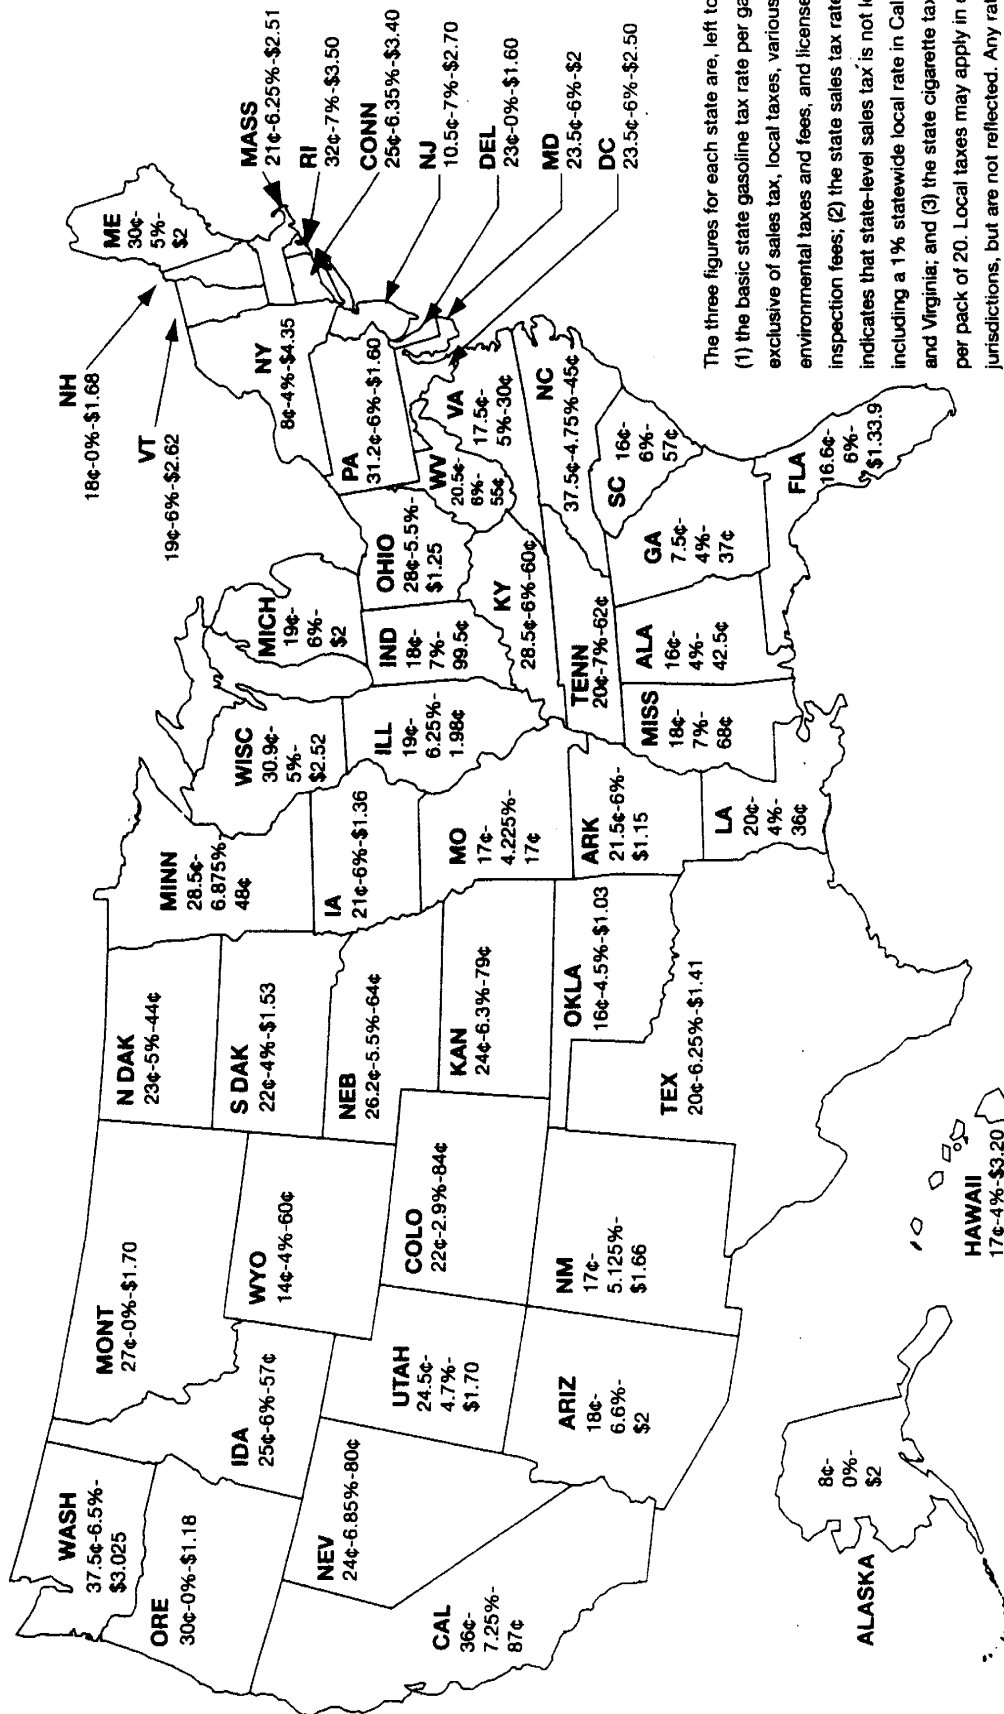 WASH
37.5¢-6.5%-
$3.025
ORE
30¢-0%-$1.18
CAL
36¢-
7.25%-
87¢
NEV
24¢-6.85%-80¢
IDA
25¢-6%-57¢
MONT
27¢-0%-$1.70
WYO
14¢-4%-60¢
UTAH
24.5¢-
4.7%-
$1.70
ARIZ
18¢-
6.6%-
$2
COLO
22¢-2.9%-84¢
NM
17¢-
5.125%-
$1.66
N DAK
23¢-5%-44¢
S DAK
22¢-4%-$1.53
NEB
26.2¢-5.5%-64¢
KAN
24¢-6.3%-79¢
OKLA
16¢-4.5%-$1.03
TEX
20¢-6.25%-$1.41
MINN
28.5¢-
6.875%
48¢
IA
21¢-6%-$1.36
MO
17¢-
4.225%-
17¢
ARK
21.5¢-6%-
$1.15
LA
20¢-
4%-
36¢
WISC
30.9¢-
5%-
$2.52
ILL
19¢-
6.25%-
1.98¢
MICH
19¢-
6%-
$2
IND
18¢-
7%-
99.5¢
OHIO
28¢-5.5%-
$1.25
KY
28.5¢-6%-60¢
TENN
20¢-7%-62¢
MISS
18¢-
7%-
68¢
ALA
16¢-
4%-
42.5¢
GA
7.5¢-
4%-
37¢
FLA
16.6¢-
6%-
$1.33.9
SC
16¢-
6%-
57¢
NC
37.5¢-4.75%-45¢
VA
17.5¢-
5%-30¢
WV
20.5¢-
6%-
55¢
PA
31.2¢-6%-$1.60
NY
8¢-4%-$4.35
VT
19¢-6%-$2.62
NH
18¢-0%-$1.68
ME
30¢-
5%-
$2
MASS
21¢-6.25%-$2.51
RI
32¢-7%-$3.50
CONN
25¢-6.35%-$3.40
NJ
10.5¢-7%-$2.70
DEL
23¢-0%-$1.60
MD
23.5¢-6%-$2
DC
23.5¢-6%-$2.50
ALASKA
8¢-
0%-
$2
HAWAII
17¢-4%-$3.20
The three figures for each state are, left to
(1) the basic state gasoline tax rate per
exclusive of sales tax, local taxes, various
environmental taxes and fees, and license
inspection fees; (2) the state sales tax
indicates that state-level sales tax is not
including a 1% statewide local rate in
and Virginia; and (3) the state cigarette
per pack of 20. Local taxes may apply in
jurisdictions, but are not reflected. Any